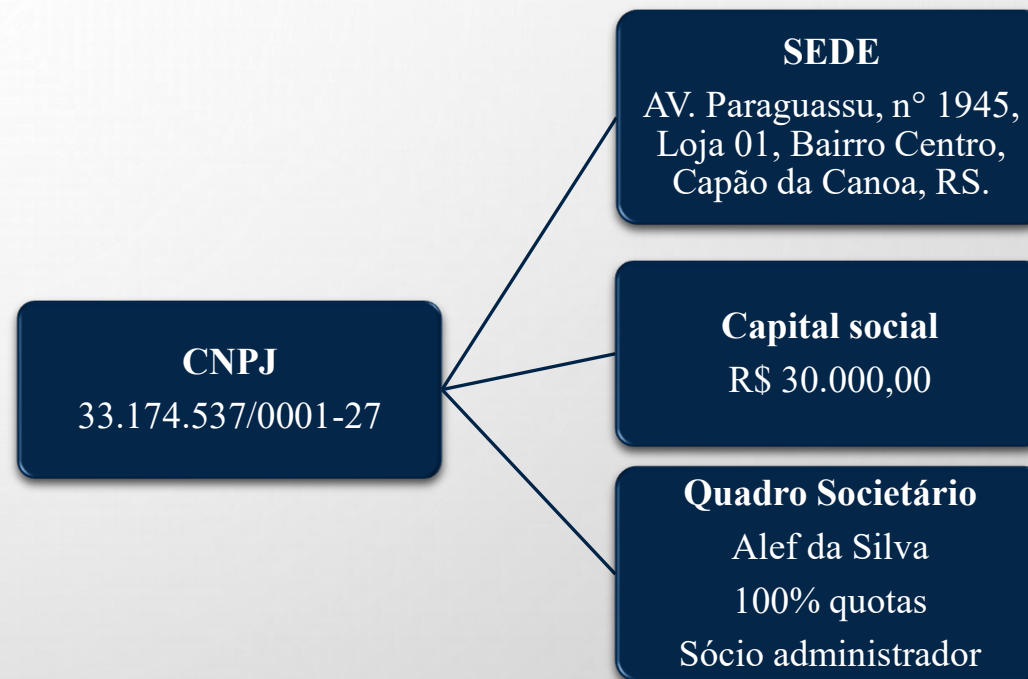 SEDE
AV. Paraguassu, n° 1945,
Loja 01, Bairro Centro,
Capão da Canoa, RS.
CNPJ
33.174.537/0001-27
Capital social
R$ 30.000,00
Quadro Societário
Alef da Silva
100% quotas
Sócio administrador